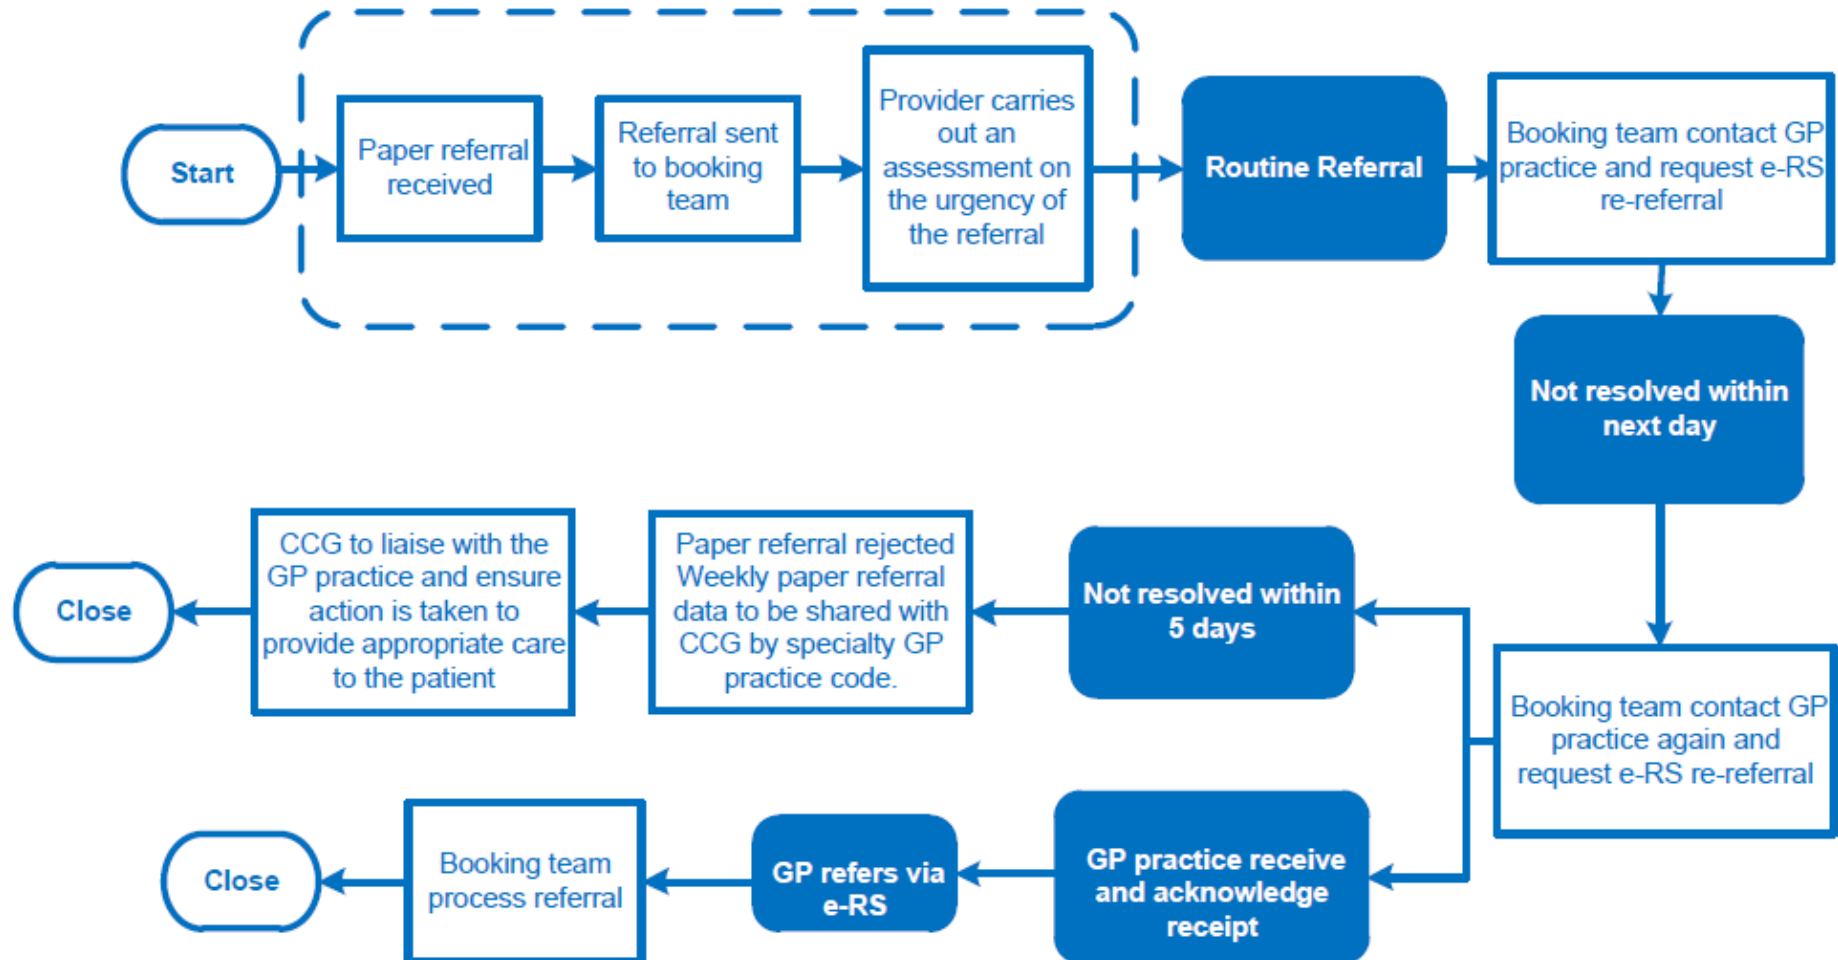 Start
Paper referral
received
Referral sent
to booking
team
Provider carries
out an
assessment on
the urgency of
the referral
Routine Referral
Booking team contact GP
practice and request e-RS
re-referral
Not resolved within
next day
Booking team contact GP
practice again and
request e-RS re-referral
Not resolved within
5 days
Paper referral rejected
Weekly paper referral
data to be shared with
CCG by specialty GP
practice code.
CCG to liaise with the
GP practice and ensure
action is taken to
provide appropriate care
to the patient
Close
GP practice receive
and acknowledge
receipt
GP refers via
e-RS
Booking team
process referral
Close